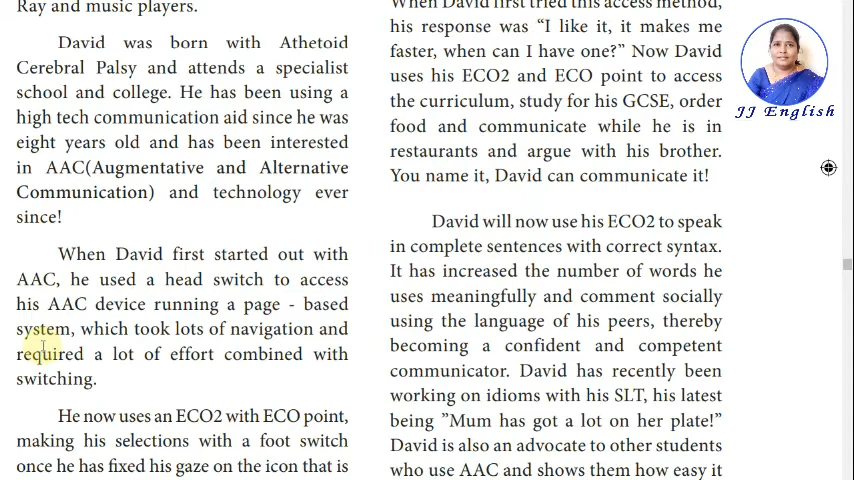 Ray and music players.
David was born with Athetoid
Cerebral Palsy and attends a specialist
school and college. He has been using a
high tech communication aid since he was
eight years old and has been interested
in AAC(Augmentative and Alternative
Communication) and technology ever
since!
When David first started out with
AAC, he used a head switch to access
his AAC device running a page - based
system, which took lots of navigation and
required a lot of effort combined with
switching.
He now uses an ECO2 with ECO point,
making his selections with a foot switch
once he has fixed his gaze on the icon that is
When David first tried this access method,
his response was “I like it, it makes me
faster, when can I have one?” Now David
uses his ECO2 and ECO point to access
the curriculum, study for his GCSE, order
food and communicate while he is in
restaurants and argue with his brother.
You name it, David can communicate it!
David will now use his ECO2 to speak
in complete sentences with correct syntax.
It has increased the number of words he
uses meaningfully and comment socially
using the language of his peers, thereby
becoming a confident and competent
communicator. David has recently been
working on idioms with his SLT, his latest
being ”Mum has got a lot on her plate!”
David is also an advocate to other students
who use AAC and shows them how easy it
JJ English